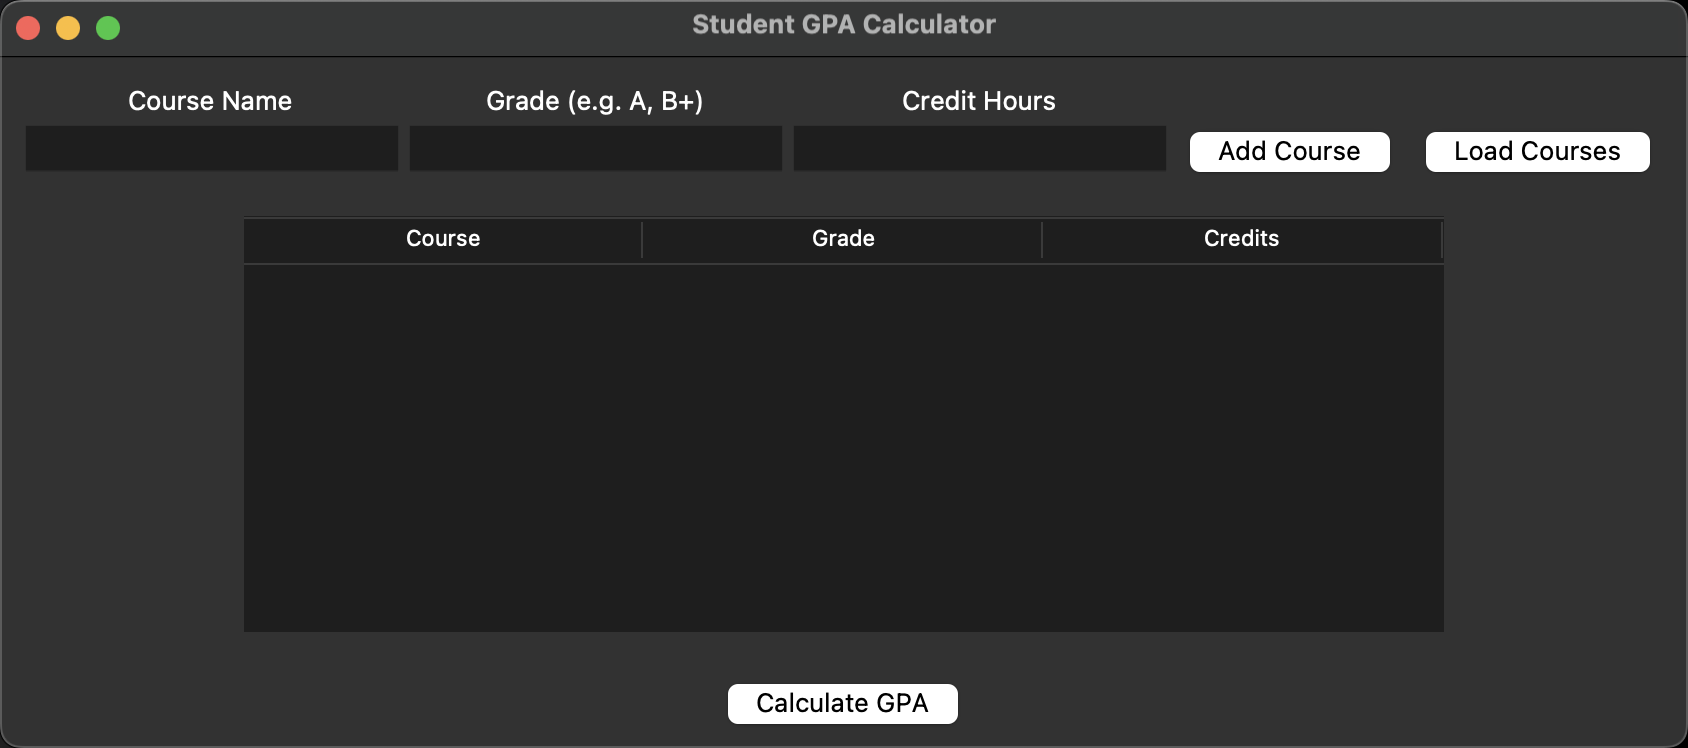 Student GPA Calculator
Course Name Grade (e.g. A, B+) Credit Hours
Add Course Load Courses
Course Grade Credits
Calculate GPA